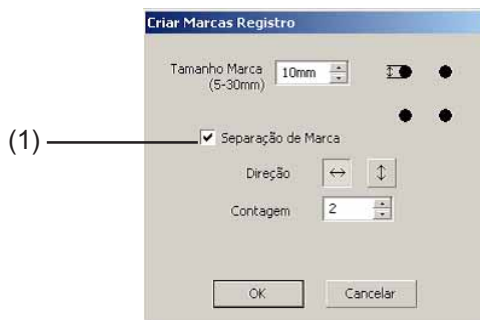 Criar Marcas Registro
Tamanho Marca 10mm
(5-30mm)
(1) Separação de Marca
Direção
Contagem 2
OK Cancelar